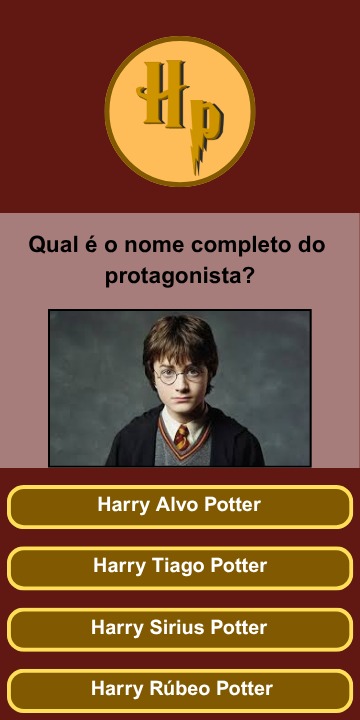 HP
Qual é o nome completo do
protagonista?
Harry Alvo Potter
Harry Tiago Potter
Harry Sirius Potter
Harry Rúbeo Potter